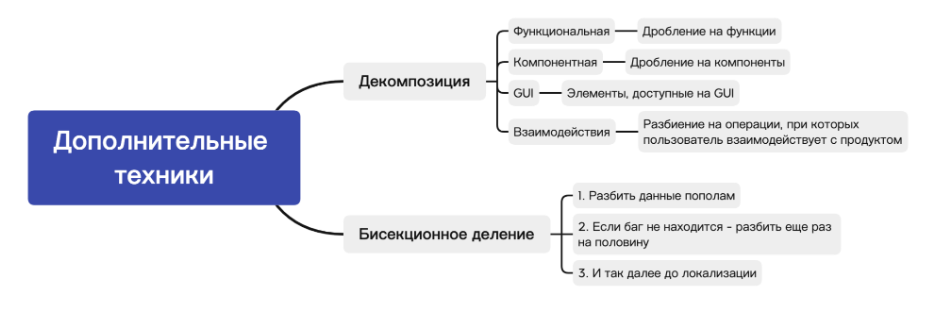 Дополнительные
техники
Декомпозиция
Функциональная
Дробление на функции
Компонентная
Дробление на компоненты
GUI
Элементы, доступные на GUI
Взаимодействия
Разбиение на операции, при которых
пользователь взаимодействует с продуктом
Бисекционное деление
1. Разбить данные пополам
2. Если баг не находится - разбить еще раз
на половину
3. И так далее до локализации